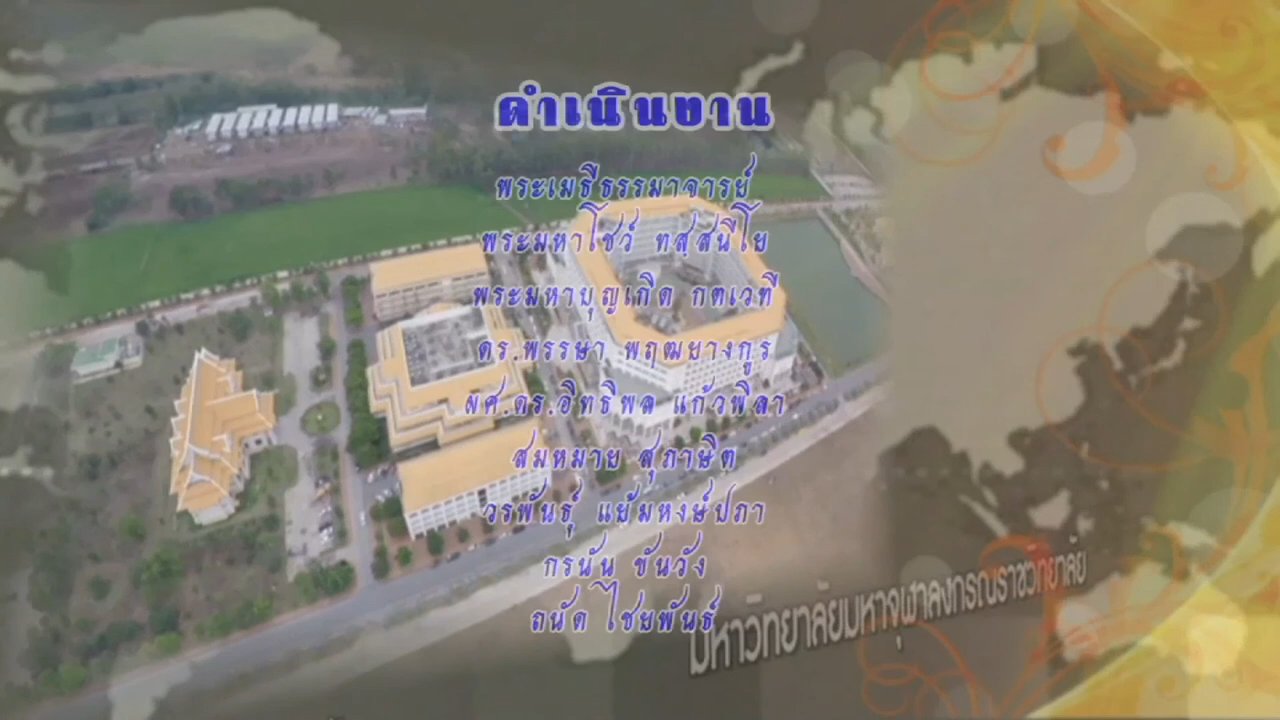 ดำเนินงาน
พระเมธีธรรมาจารย์
พระมหาโชว์ ทสฺสนีโย
พระมหาบุญเกิด กตเวที
ดร.พรรษา พฤฒยางกูร
ผศ.ดร.อิทธิพล แก้วพิลา
สมหมาย สุภาษิต
วรพันธุ์ แย้มหงษ์ปภา
กรนัน ขันวัง
ถนัด ไชยพันธ์
มหาวิทยาลัยมหาจุฬาลงกรณราชวิทยาลัย